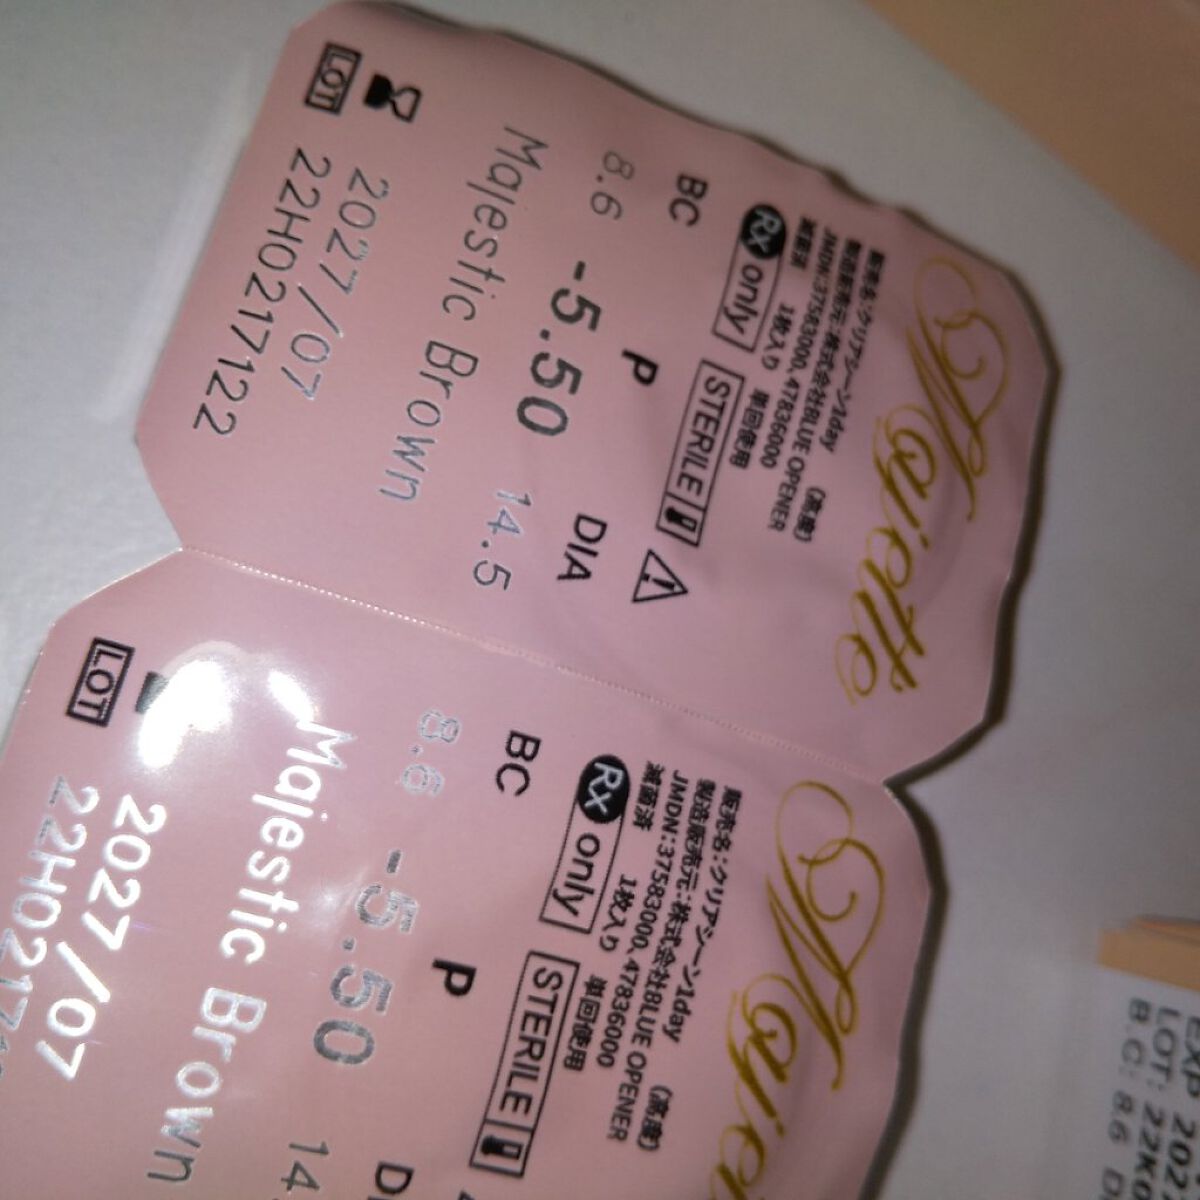 Majette
販売名:クリアシーン1day (高度)
製造販売元:株式会社BLUE OPENER
JMDN:37583000、47836000
滅菌済 1枚入り 単回使用
Rx only STERILE
BC P DIA
8.6 -5.50 14.5
Majestic Brown
2027/07
LOT 22H0217122
販売名:クリアシーン1day (高度)
製造販売元:株式会社BLUE OPENER
JMDN:37583000、47836000
滅菌済 1枚入り 単回使用
Rx only STERILE
BC P
8.6 -5.50
Majestic Brown
2027/07
LOT
EXP 202
LOT: 22K0
B.C: 8.6 D